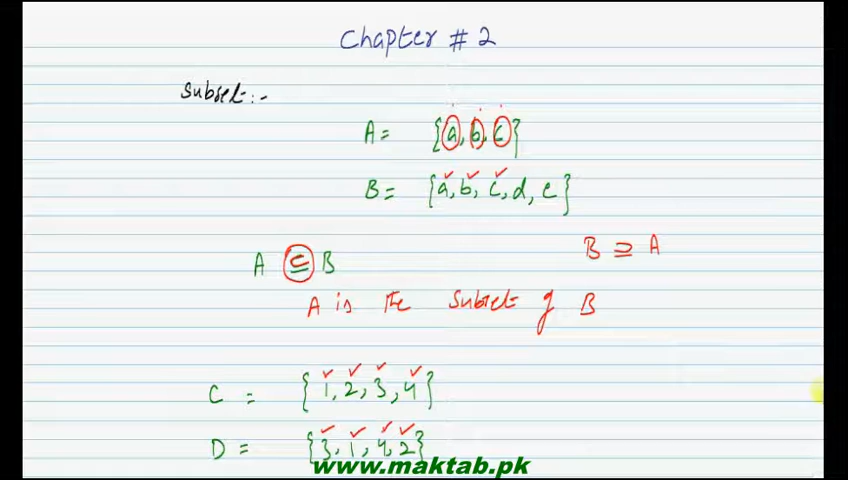 Chapter # 2
Subset:-
A = {a, b, c}
B = {a, b, c, d, e}
A ⊆ B
B ⊇ A
A is the Subset of B
C = {1, 2, 3, 4}
D = {3, 1, 4, 2}
www.maktab.pk